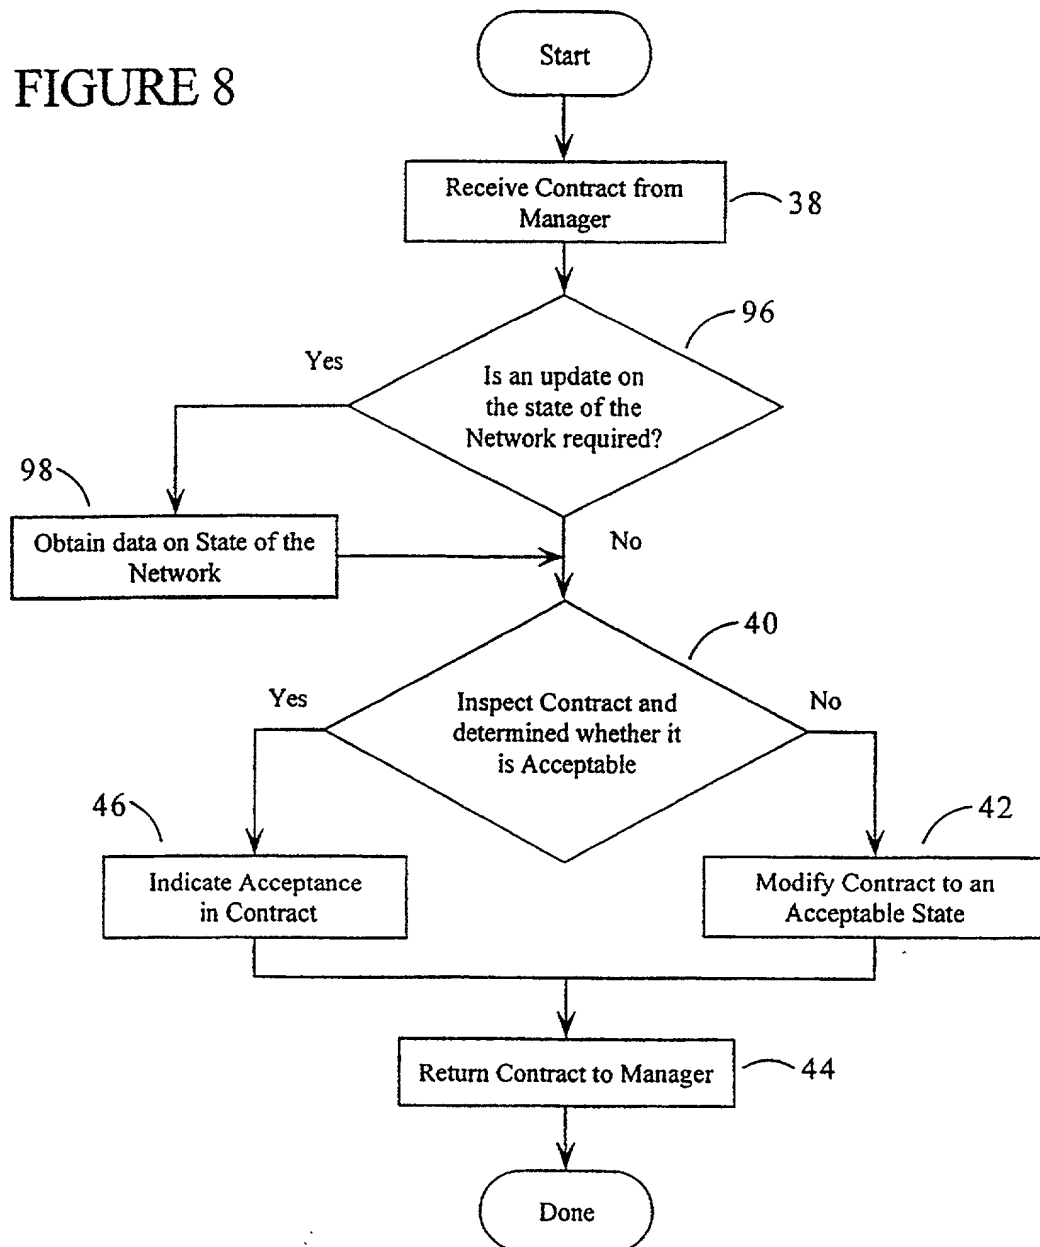 FIGURE 8
Start
Receive Contract from
Manager
38
96
Yes
Is an update on
the state of the
Network required?
98
Obtain data on State of the
Network
No
40
Yes
Inspect Contract and
determined whether it
is Acceptable
No
46
42
Indicate Acceptance
in Contract
Modify Contract to an
Acceptable State
Return Contract to Manager
44
Done